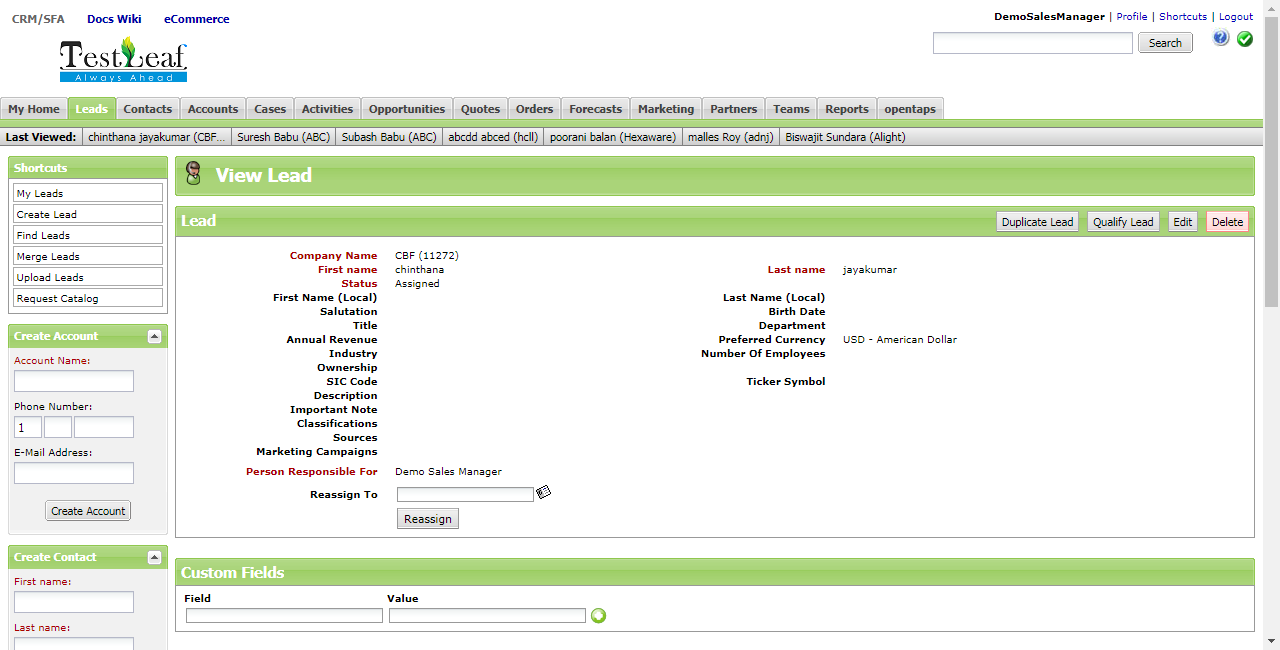 CRM/SFA Docs Wiki eCommerce
DemoSalesManager | Profile | Shortcuts | Logout
Search
TestLeaf
Always Ahead
My Home Leads Contacts Accounts Cases Activities Opportunities Quotes Orders Forecasts Marketing Partners Teams Reports opentaps
Last Viewed: chinthana jayakumar (CBF... Suresh Babu (ABC) Subash Babu (ABC) abcdd abced (hcll) poorani balan (Hexaware) malles Roy (adnj) Biswajit Sundara (Alight)
Shortcuts
My Leads
Create Lead
Find Leads
Merge Leads
Upload Leads
Request Catalog
Create Account
Account Name:
Phone Number:
1
E-Mail Address:
Create Account
Create Contact
First name:
Last name:
View Lead
Lead
Duplicate Lead Qualify Lead Edit Delete
Company Name CBF (11272)
First name chinthana Last name jayakumar
Status Assigned
First Name (Local) Last Name (Local)
Salutation Birth Date
Title Department
Annual Revenue Preferred Currency USD - American Dollar
Industry Number Of Employees
Ownership
SIC Code Ticker Symbol
Description
Important Note
Classifications
Sources
Marketing Campaigns
Person Responsible For Demo Sales Manager
Reassign To
Reassign
Custom Fields
Field Value